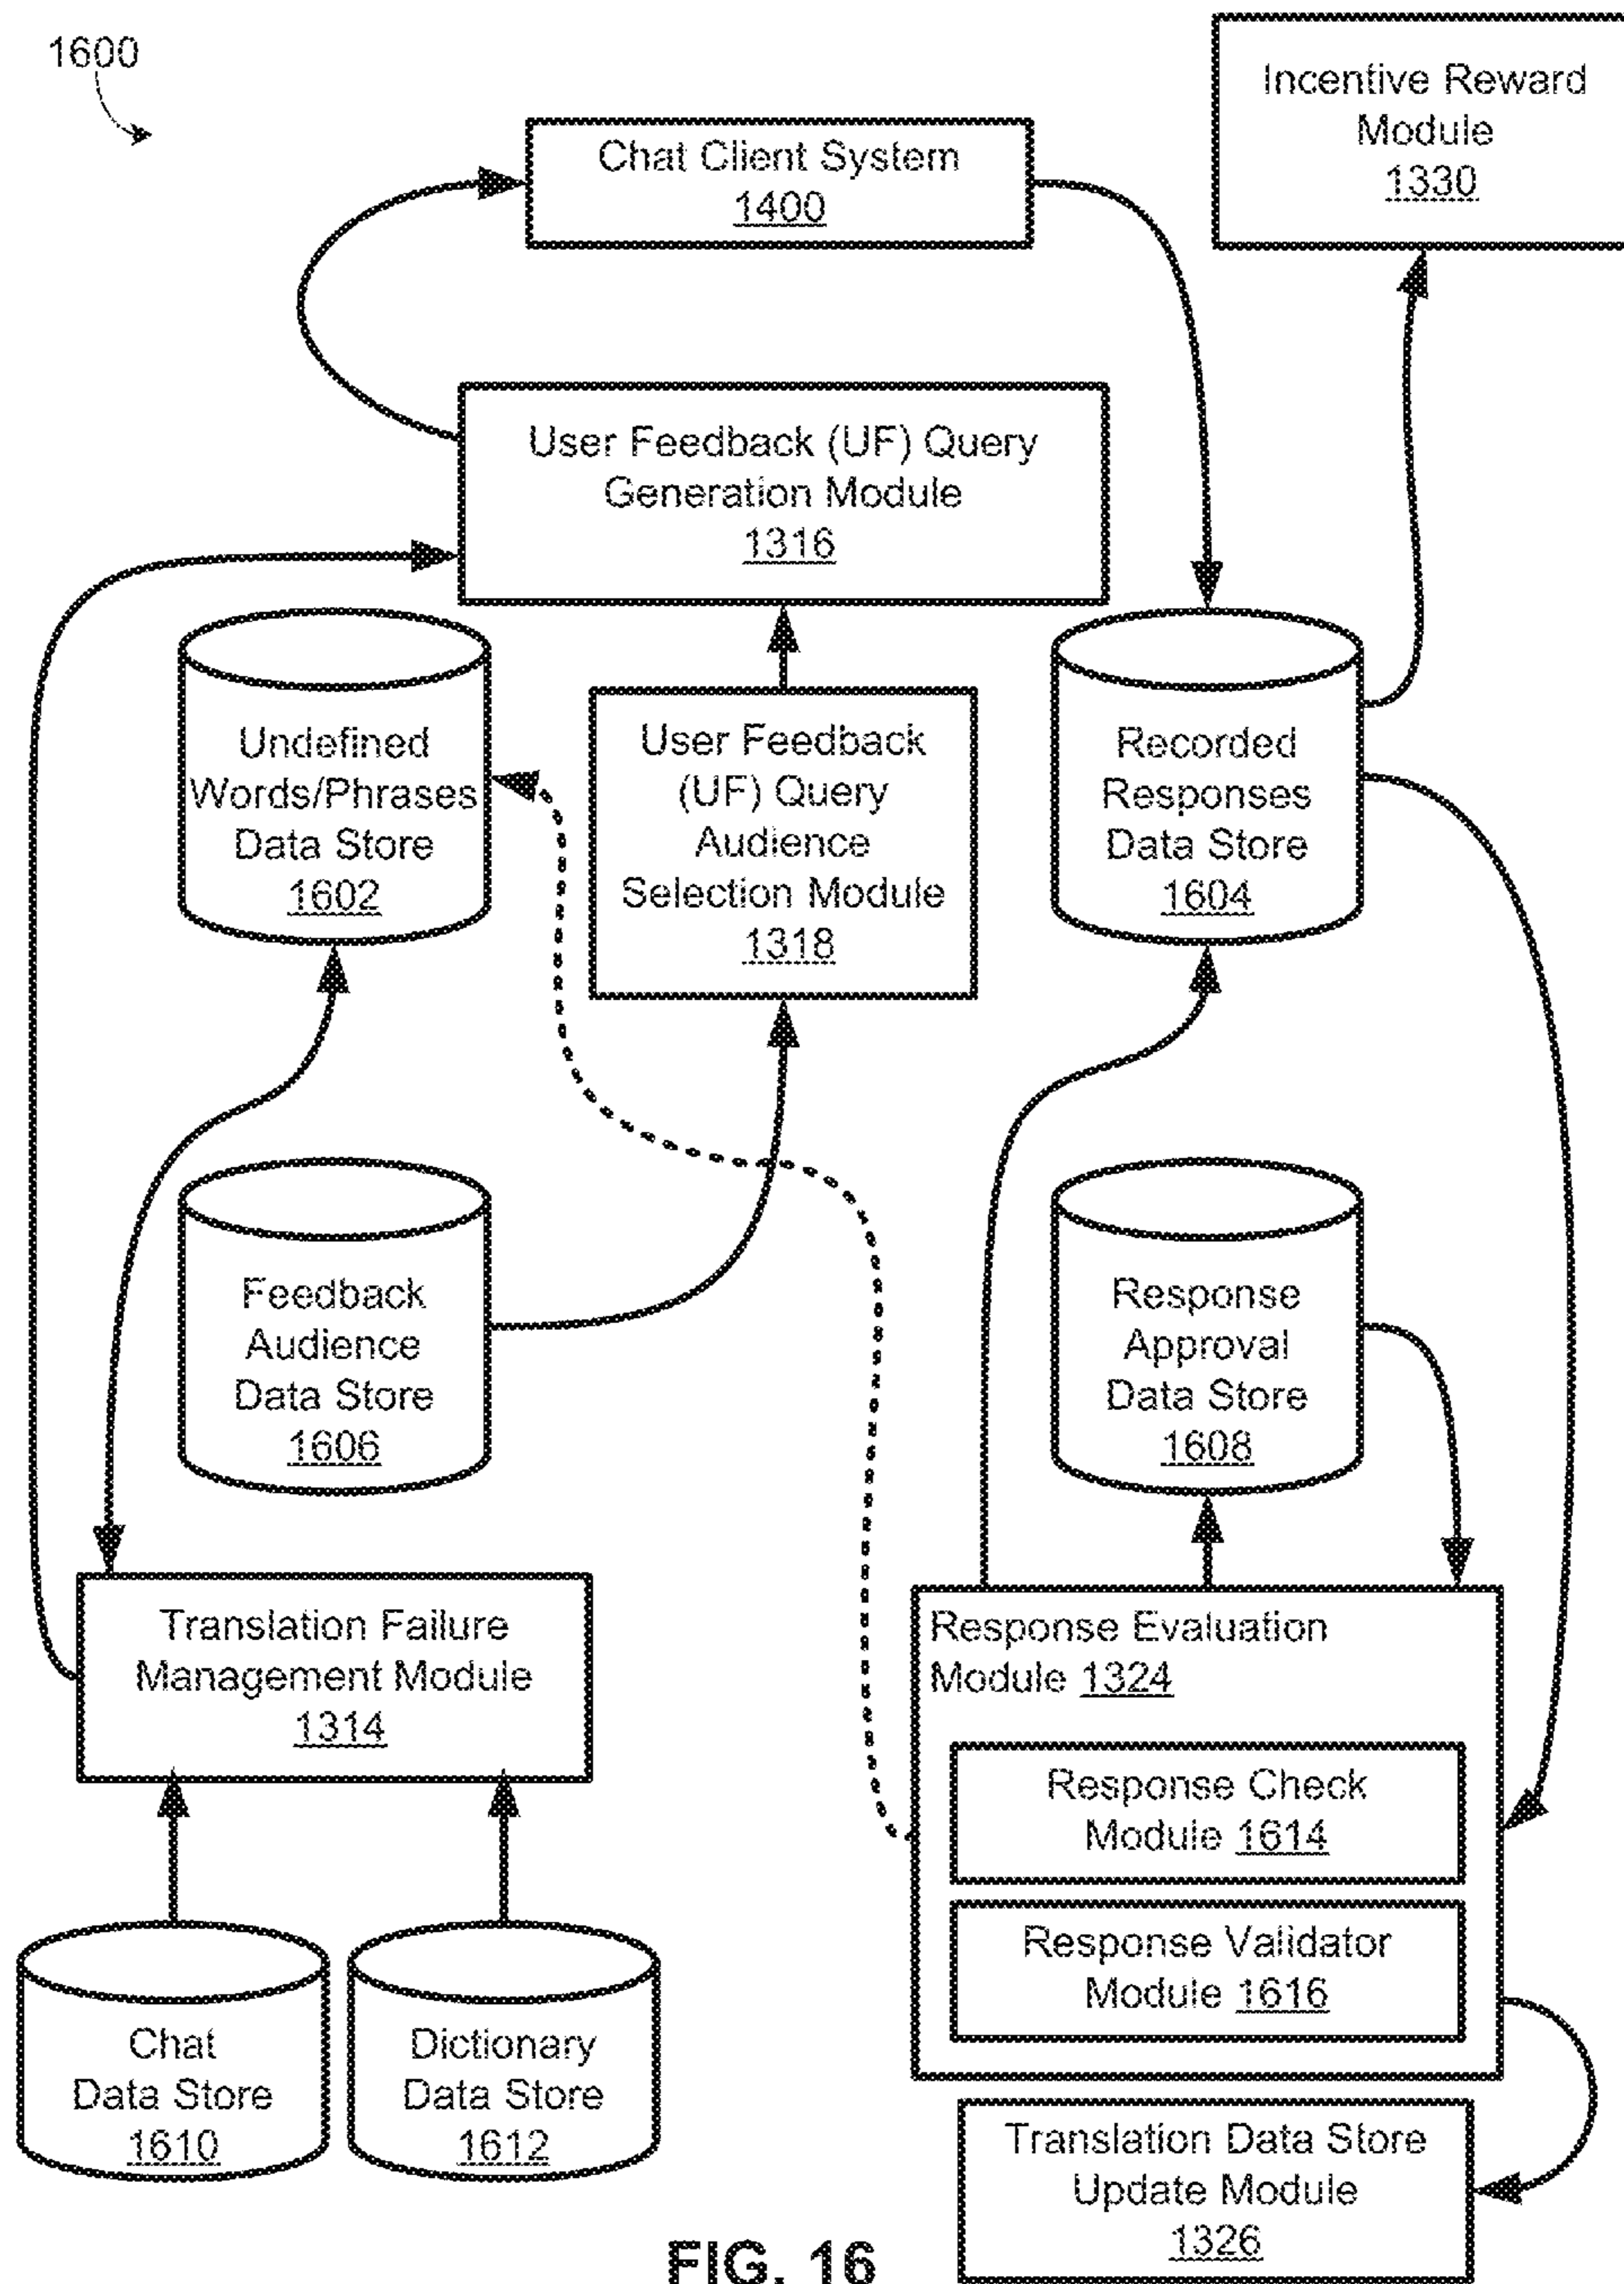 1600
Incentive Reward
Module
1330
Chat Client System
1400
User Feedback (UF) Query
Generation Module
1316
Undefined
Words/Phrases
Data Store
1602
User Feedback
(UF) Query
Audience
Selection Module
1318
Recorded
Responses
Data Store
1604
Feedback
Audience
Data Store
1606
Response
Approval
Data Store
1608
Translation Failure
Management Module
1314
Response Evaluation
Module 1324
Response Check
Module 1614
Response Validator
Module 1616
Chat
Data Store
1610
Dictionary
Data Store
1612
Translation Data Store
Update Module
1326
FIG. 16